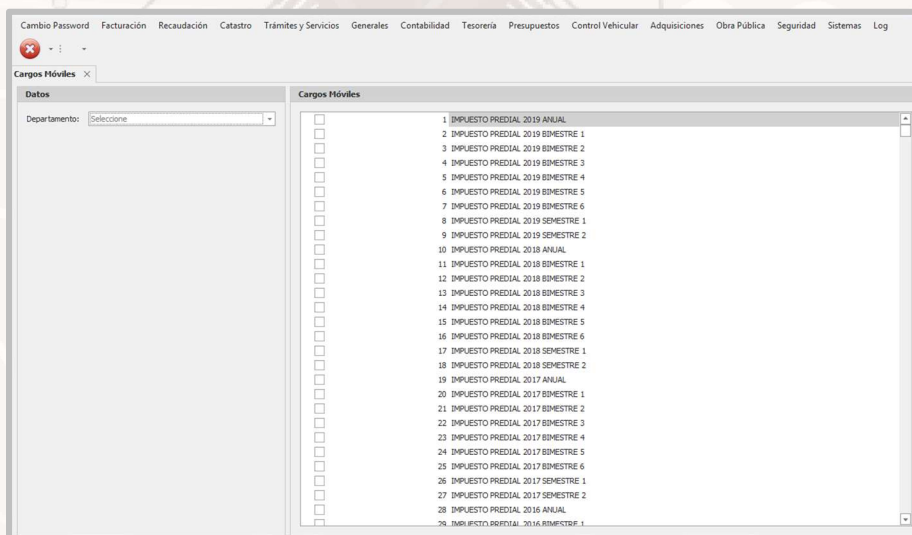 Cambio Password Facturación Recaudación Catastro Trámites y Servicios Generales Contabilidad Tesorería Presupuestos Control Vehicular Adquisiciones Obra Pública Seguridad Sistemas Log
Cargos Móviles
Datos
Departamento: Seleccione
Cargos Móviles
1 IMPUESTO PREDIAL 2019 ANUAL
2 IMPUESTO PREDIAL 2019 BIMESTRE 1
3 IMPUESTO PREDIAL 2019 BIMESTRE 2
4 IMPUESTO PREDIAL 2019 BIMESTRE 3
5 IMPUESTO PREDIAL 2019 BIMESTRE 4
6 IMPUESTO PREDIAL 2019 BIMESTRE 5
7 IMPUESTO PREDIAL 2019 BIMESTRE 6
8 IMPUESTO PREDIAL 2019 SEMESTRE 1
9 IMPUESTO PREDIAL 2019 SEMESTRE 2
10 IMPUESTO PREDIAL 2018 ANUAL
11 IMPUESTO PREDIAL 2018 BIMESTRE 1
12 IMPUESTO PREDIAL 2018 BIMESTRE 2
13 IMPUESTO PREDIAL 2018 BIMESTRE 3
14 IMPUESTO PREDIAL 2018 BIMESTRE 4
15 IMPUESTO PREDIAL 2018 BIMESTRE 5
16 IMPUESTO PREDIAL 2018 BIMESTRE 6
17 IMPUESTO PREDIAL 2018 SEMESTRE 1
18 IMPUESTO PREDIAL 2018 SEMESTRE 2
19 IMPUESTO PREDIAL 2017 ANUAL
20 IMPUESTO PREDIAL 2017 BIMESTRE 1
21 IMPUESTO PREDIAL 2017 BIMESTRE 2
22 IMPUESTO PREDIAL 2017 BIMESTRE 3
23 IMPUESTO PREDIAL 2017 BIMESTRE 4
24 IMPUESTO PREDIAL 2017 BIMESTRE 5
25 IMPUESTO PREDIAL 2017 BIMESTRE 6
26 IMPUESTO PREDIAL 2017 SEMESTRE 1
27 IMPUESTO PREDIAL 2017 SEMESTRE 2
28 IMPUESTO PREDIAL 2016 ANUAL
29 IMPUESTO PREDIAL 2016 BIMESTRE 1